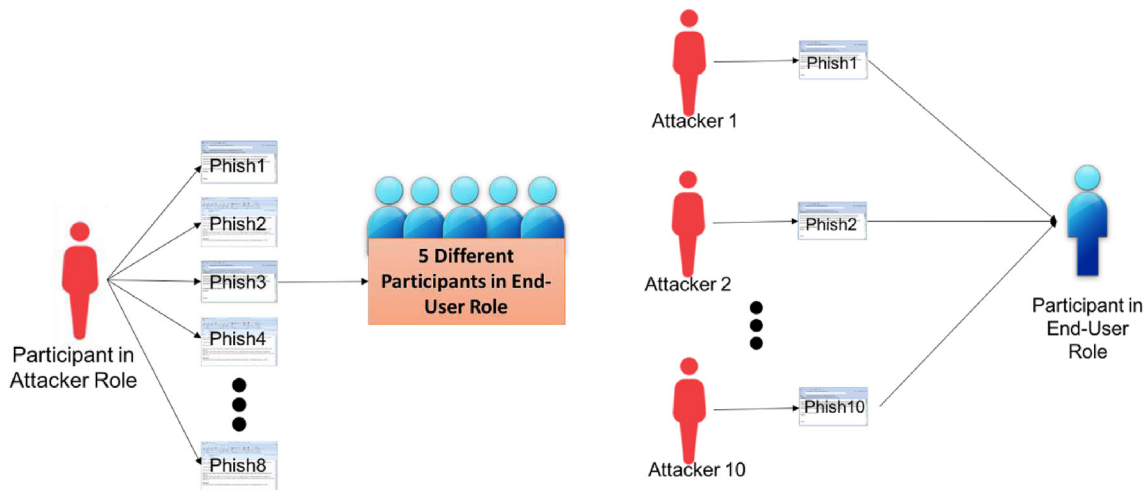 Phish1
Phish2
Phish3
Phish4
Phish8
Participant in
Attacker Role
5 Different
Participants in End-
User Role
Attacker 1
Phish1
Attacker 2
Phish2
Attacker 10
Phish10
Participant in
End-User
Role